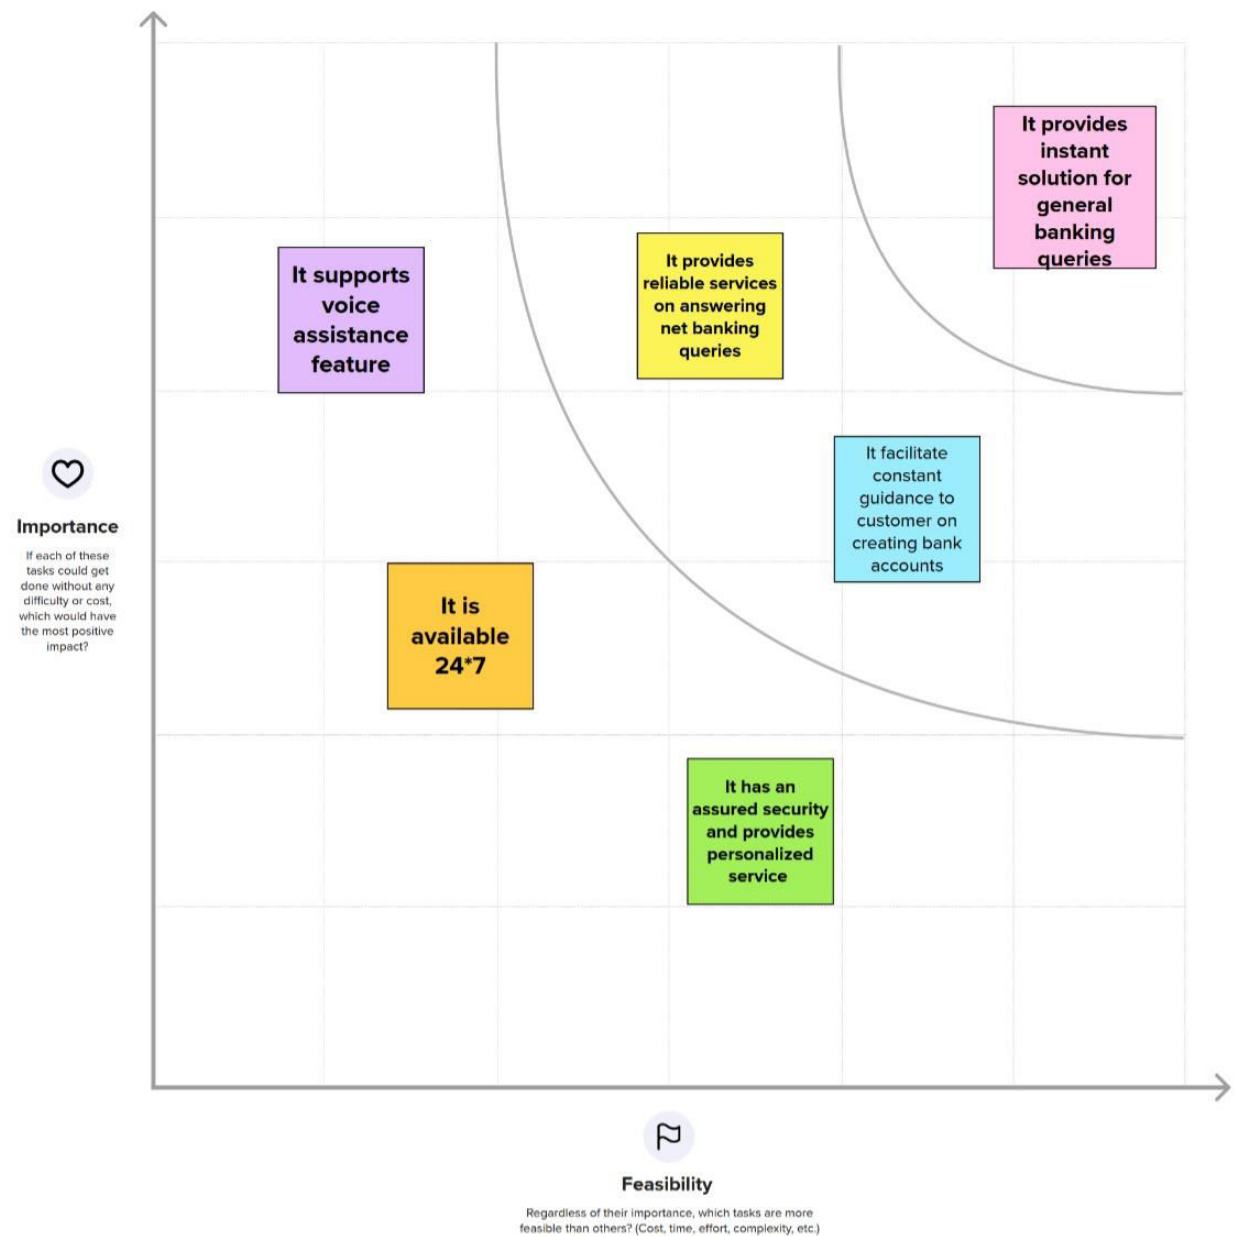 It provides
instant
solution for
general
banking
queries
It supports
voice
assistance
feature
It provides
reliable services
on answering
net banking
queries
It facilitate
constant
guidance to
customer on
creating bank
accounts
Importance
If each of these
tasks could get
done without any
difficulty or cost,
which would have
the most positive
impact?
It is
available
24*7
It has an
assured security
and provides
personalized
service
Feasibility
Regardless of their importance, which tasks are more
feasible than others? (Cost, time, effort, complexity, etc.)